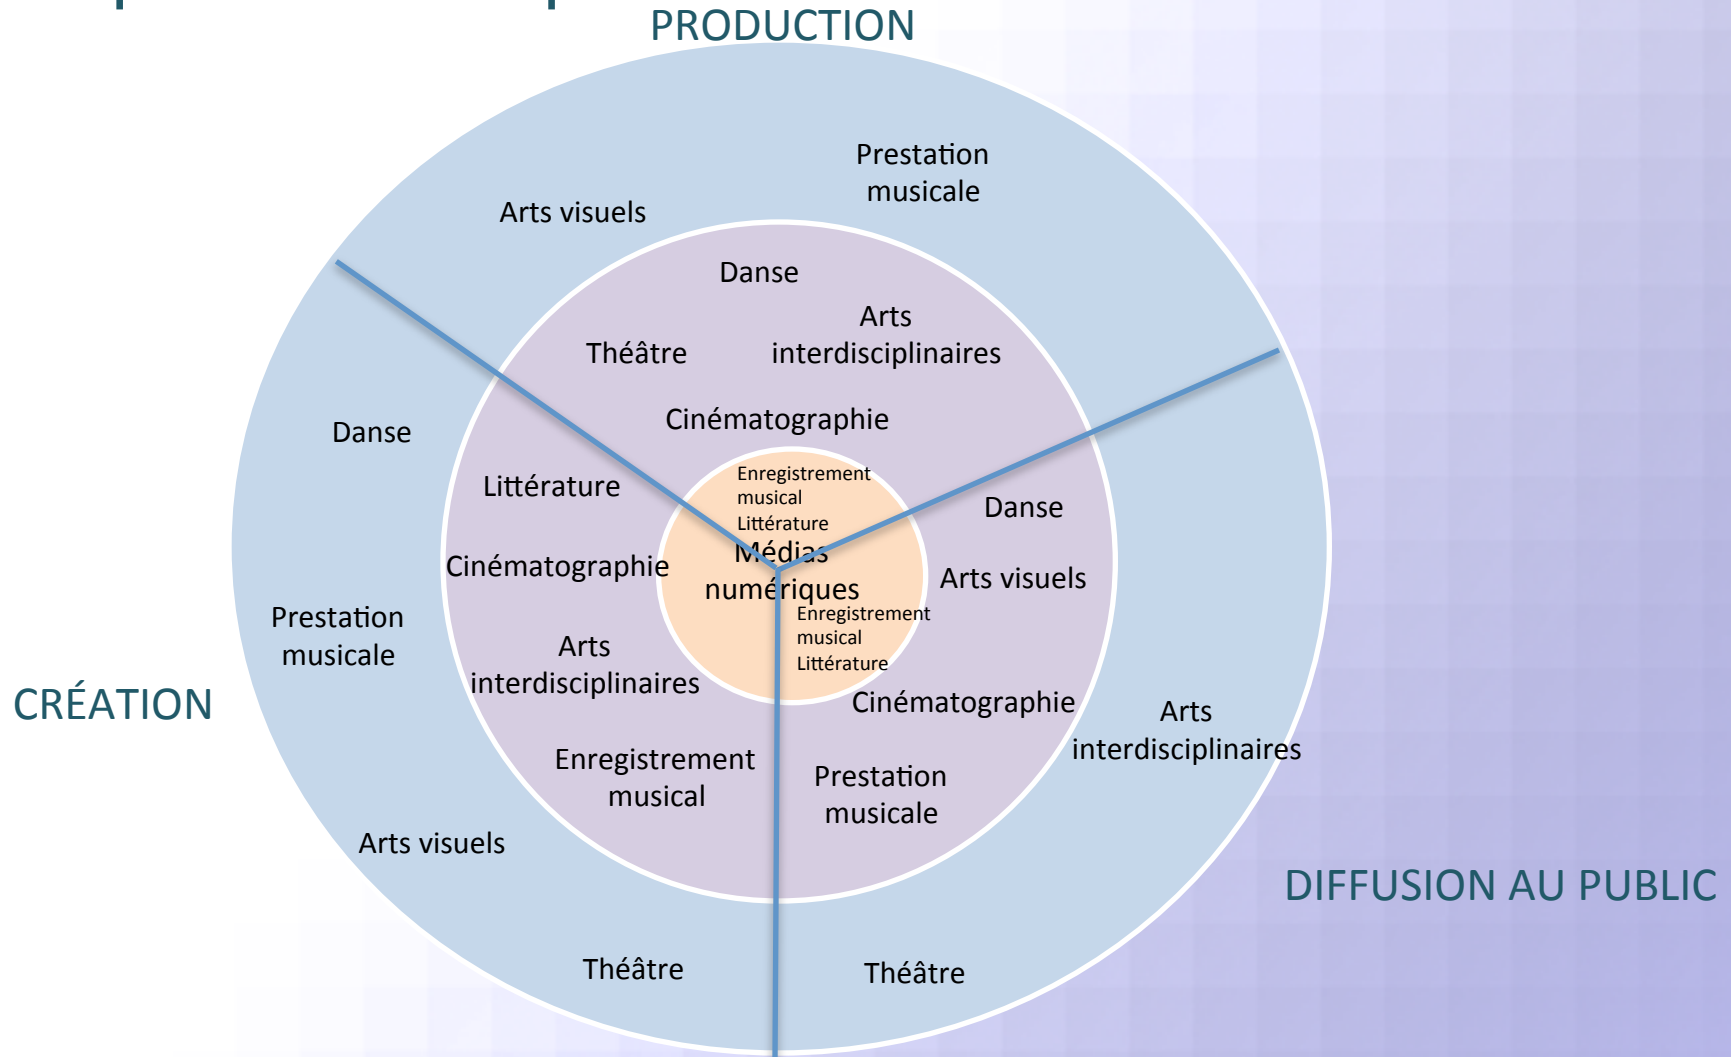 PRODUCTION
Prestation
musicale
Arts visuels
Danse
Arts
interdisciplinaires
Théâtre
Cinématographie
Danse
Littérature
Cinématographie
Prestation
musicale
Arts
interdisciplinaires
Enregistrement
musical
Arts visuels
Théâtre
CRÉATION
Enregistrement
musical
Littérature
Médias
numériques
Enregistrement
musical
Littérature
Danse
Arts visuels
Cinématographie
Prestation
musicale
Arts
interdisciplinaires
Théâtre
DIFFUSION AU PUBLIC